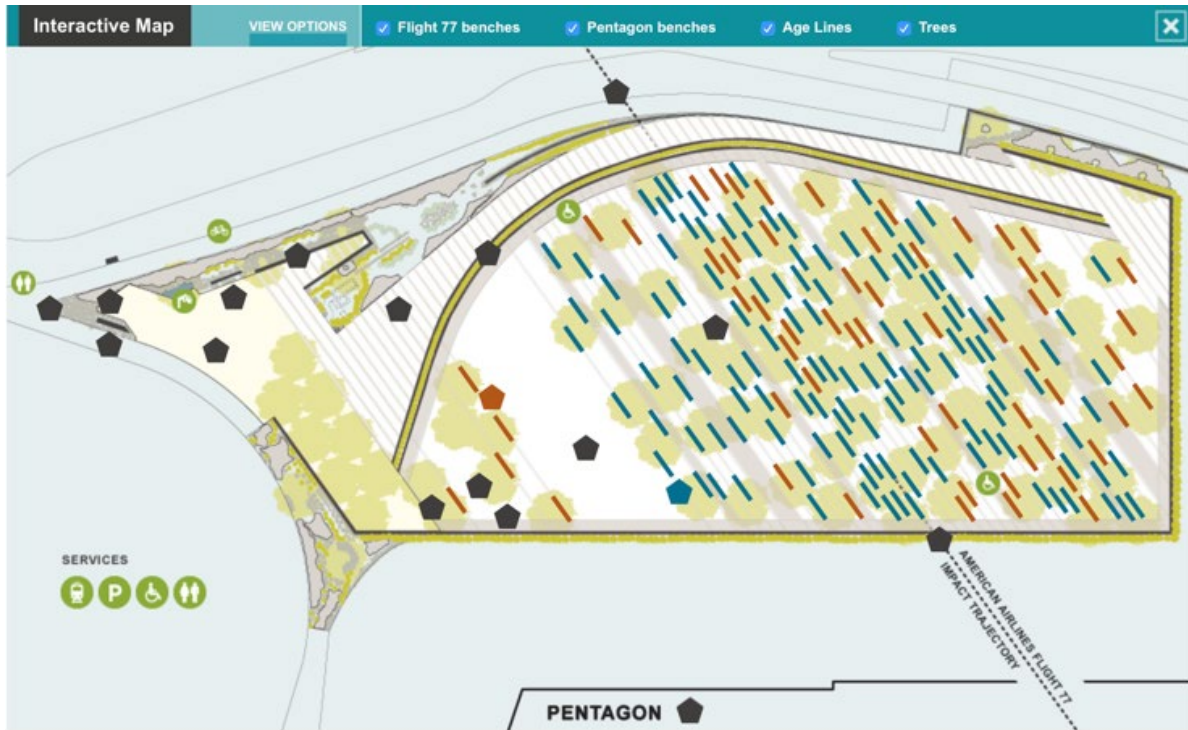 Interactive Map
VIEW OPTIONS
Flight 77 benches
Pentagon benches
Age Lines
Trees
SERVICES
P
AMERICAN AIRLINES FLIGHT 77
IMPACT TRAJECTORY
PENTAGON